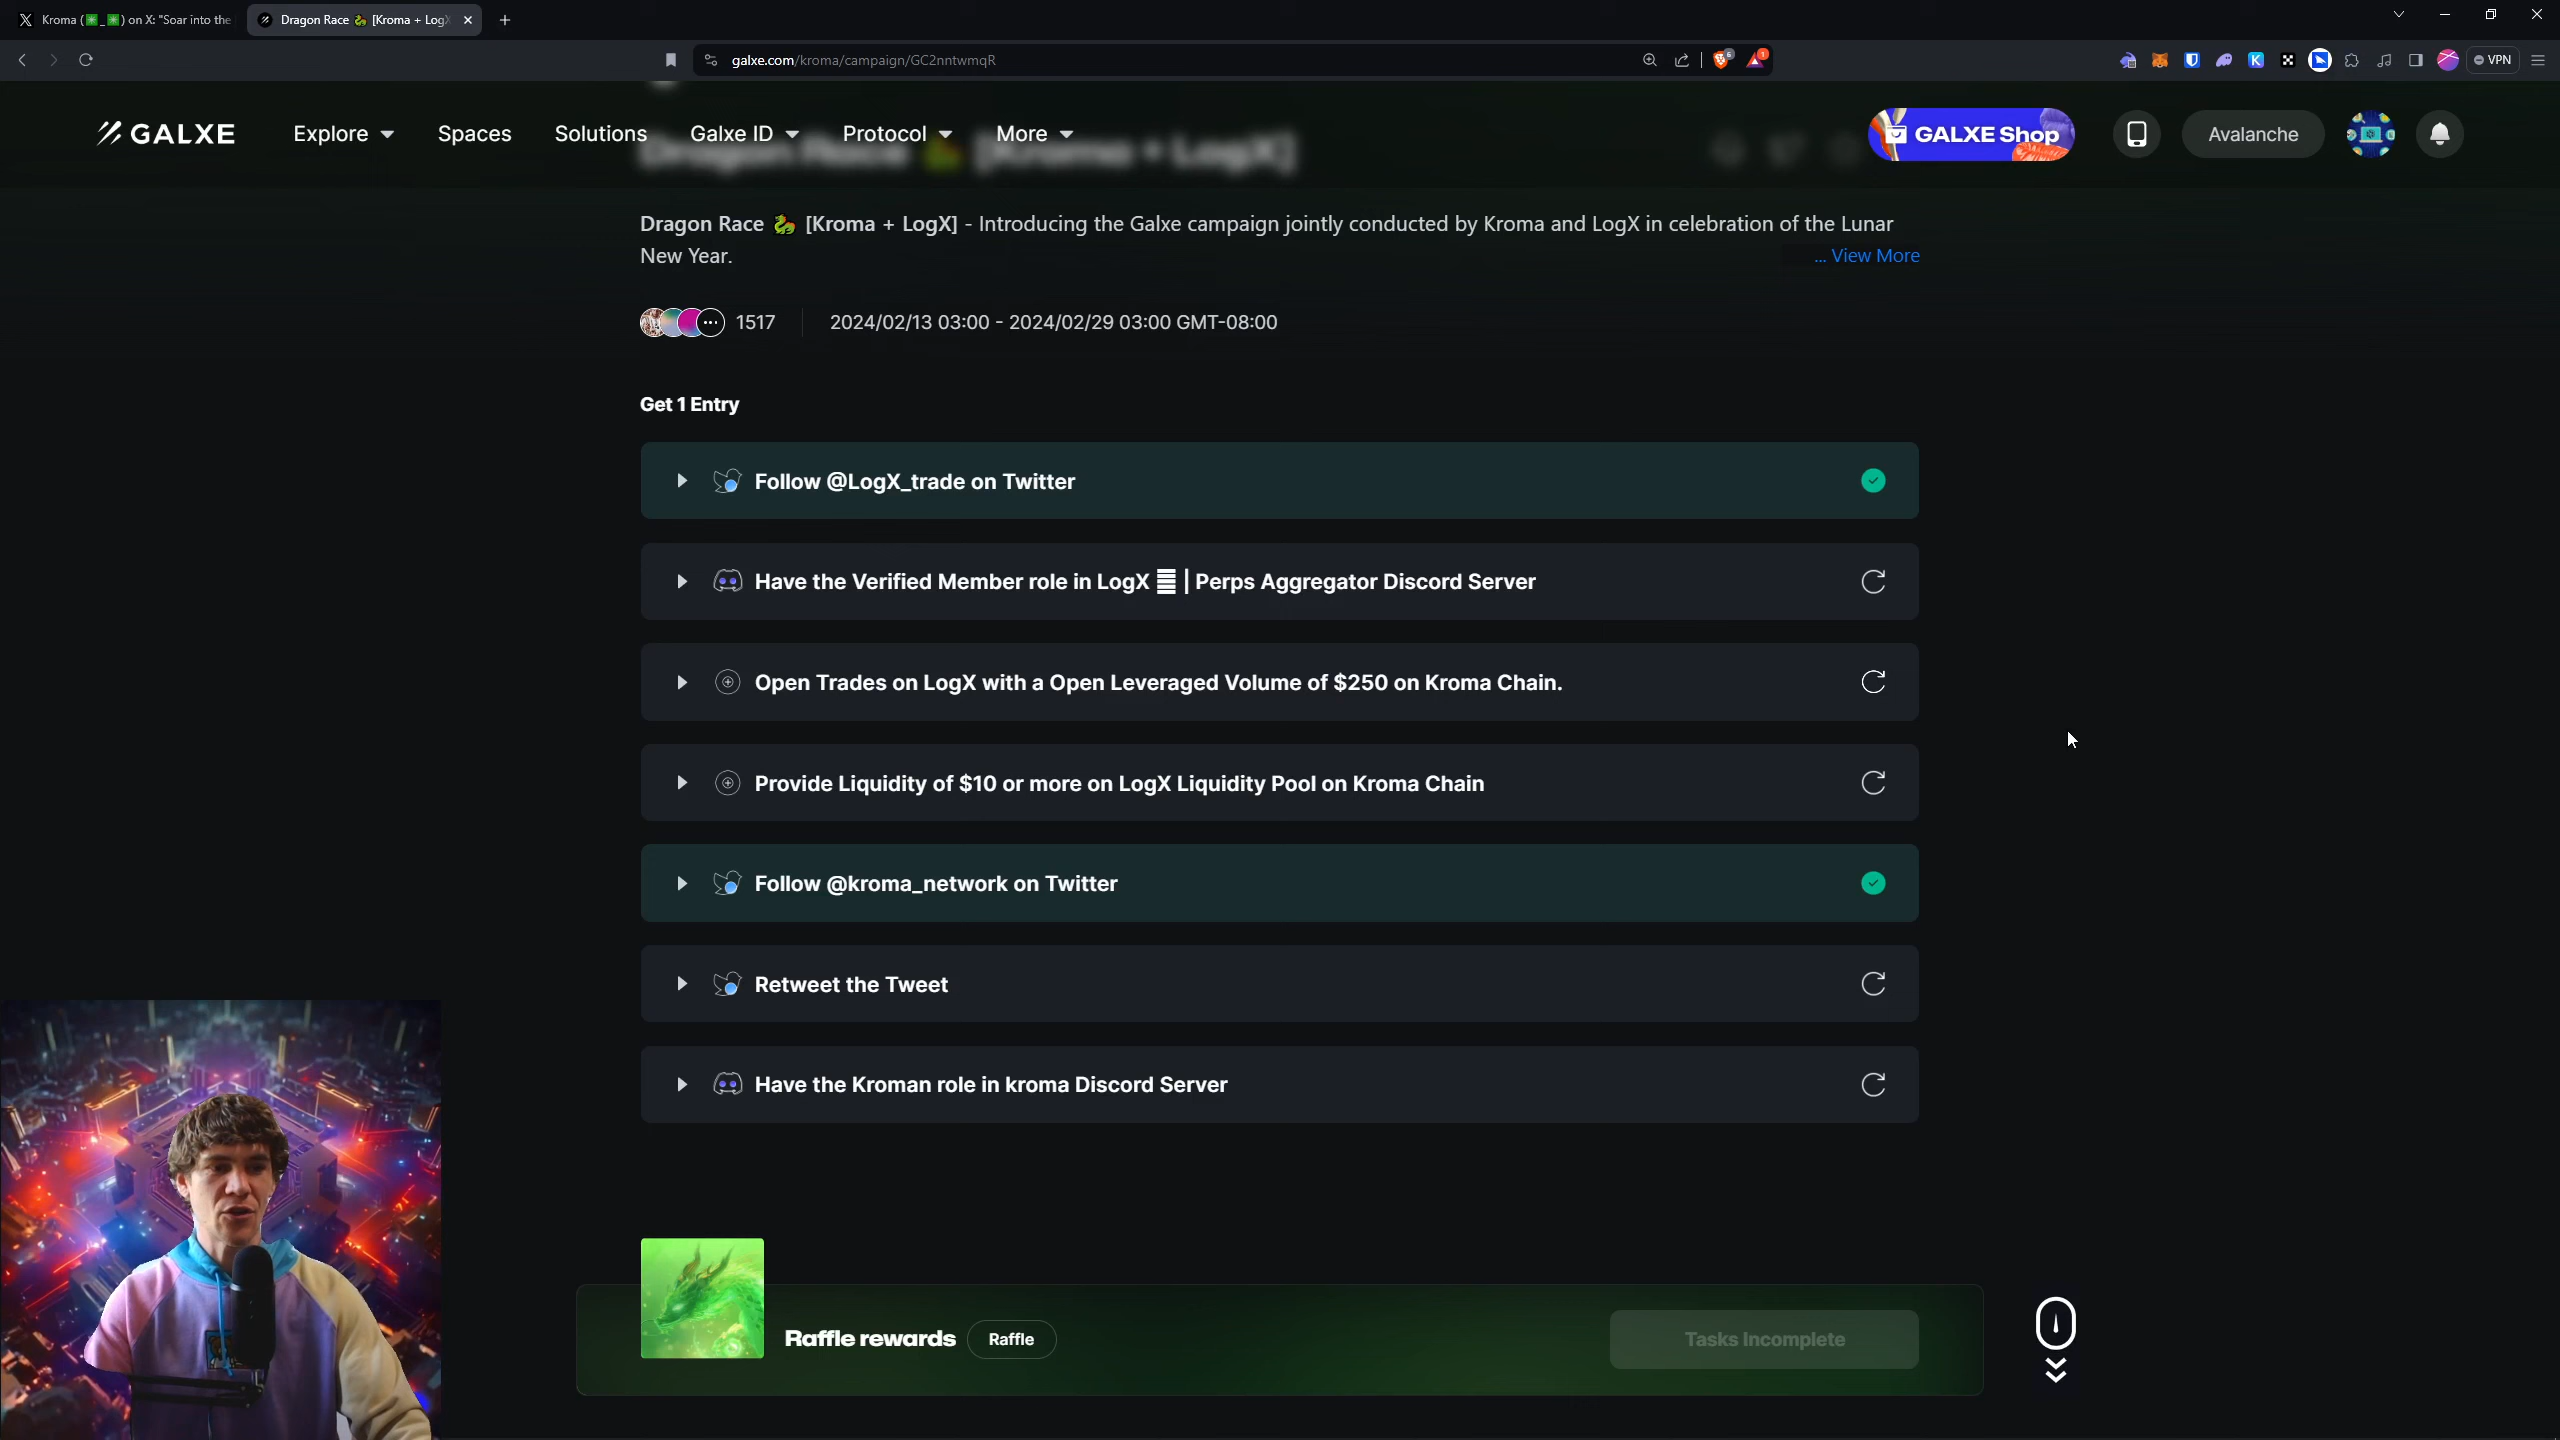 Kroma (✳️_✳️) on X: "Soar into the
Dragon Race 🐉 [Kroma + LogX
galxe.com/kroma/campaign/GC2nntwmqR
6
1
VPN
GALXE
Explore
Spaces
Solutions
Galxe ID
Protocol
More
GALXE Shop
Avalanche
Dragon Race 🐉 [Kroma + LogX]
Dragon Race 🐉 [Kroma + LogX] - Introducing the Galxe campaign jointly conducted by Kroma and LogX in celebration of the Lunar
New Year.
... View More
1517
2024/02/13 03:00 - 2024/02/29 03:00 GMT-08:00
Get 1 Entry
Follow @LogX_trade on Twitter
Have the Verified Member role in LogX | Perps Aggregator Discord Server
Open Trades on LogX with a Open Leveraged Volume of $250 on Kroma Chain.
Provide Liquidity of $10 or more on LogX Liquidity Pool on Kroma Chain
Follow @kroma_network on Twitter
Retweet the Tweet
Have the Kroman role in kroma Discord Server
Raffle rewards
Raffle
Tasks Incomplete